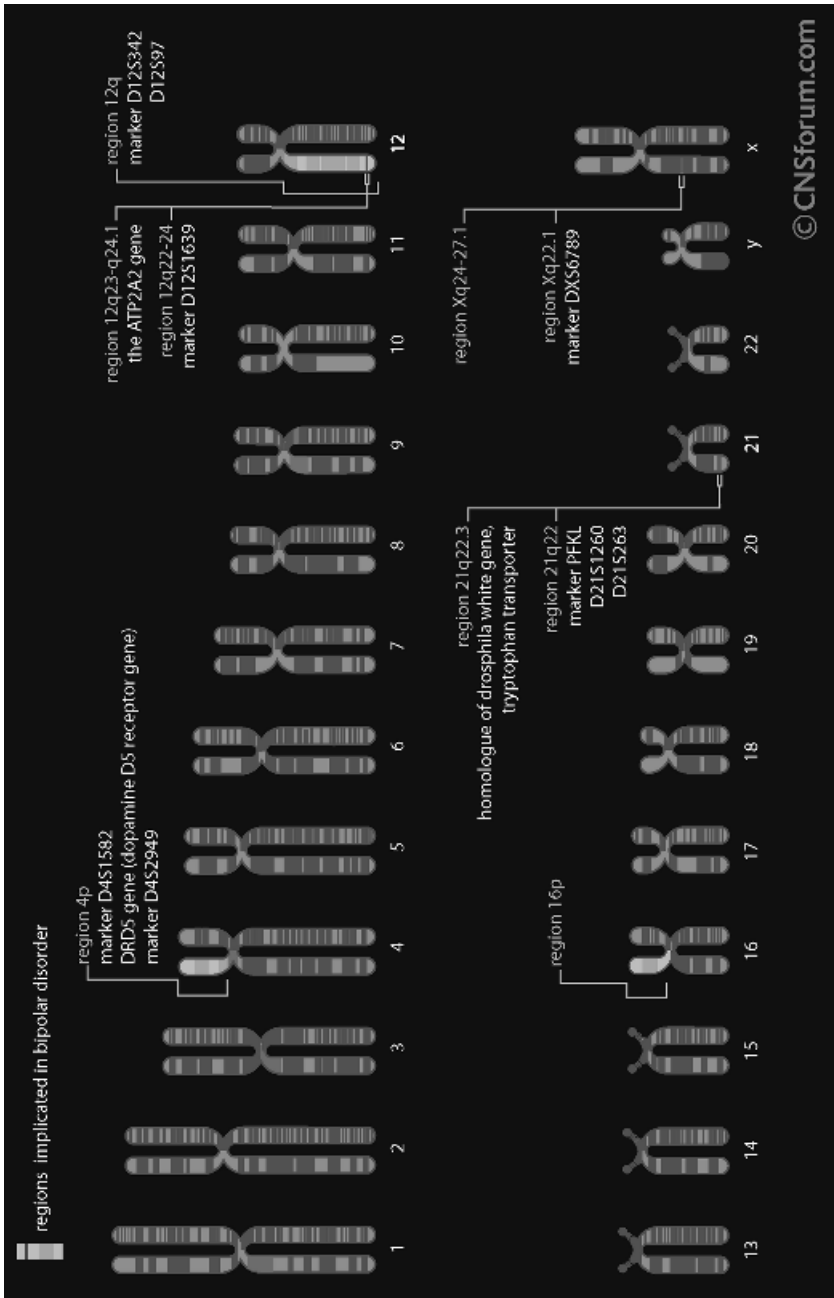 regions implicated in bipolar disorder
region 4p
marker D4S1582
DRD5 gene (dopamine D5 receptor gene)
marker D4S2949
region 12q23-q24.1
the ATP2A2 gene
region 12q22-24
marker D12S1639
region 12q
marker D12S342
D12S97
1 2 3 4 5 6 7 8 9 10 11 12
region 16p
region 21q22.3
homologue of drosphila white gene,
tryptophan transporter
region 21q22
marker PFKL
D21S1260
D21S263
region Xq24-27.1
region Xq22.1
marker DXS6789
13 14 15 16 17 18 19 20 21 22 y x
© CNSforum.com